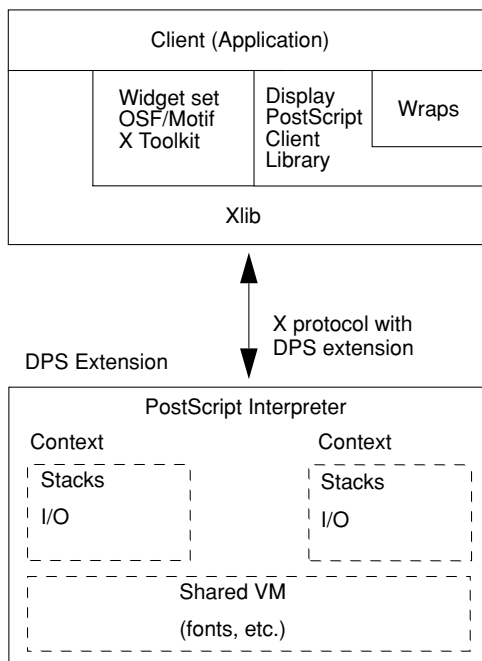 Client (Application)
Widget set
OSF/Motif
X Toolkit
Display
PostScript
Client
Library
Wraps
Xlib
X protocol with
DPS extension
DPS Extension
PostScript Interpreter
Context
Stacks
I/O
Context
Stacks
I/O
Shared VM
(fonts, etc.)